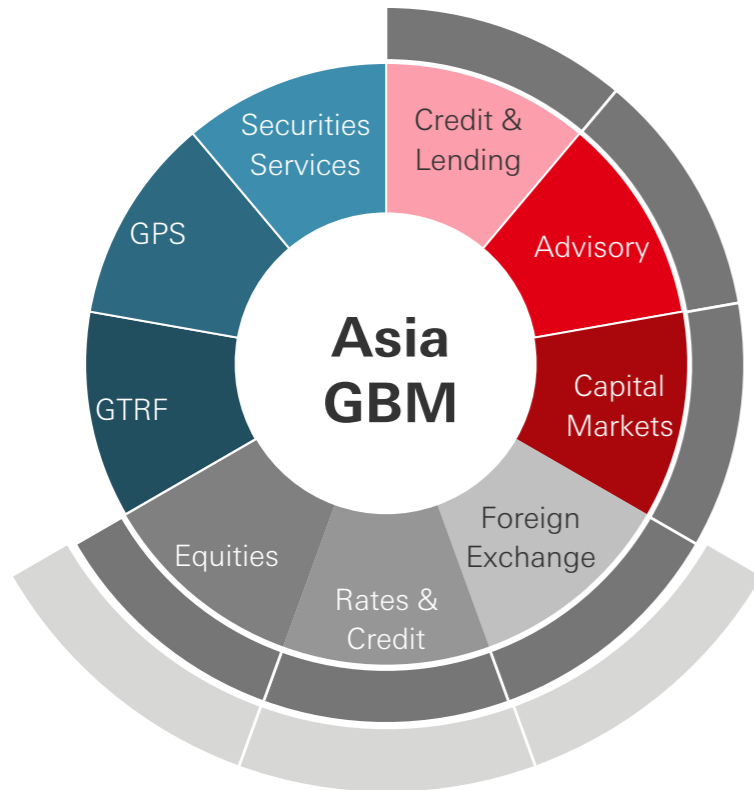 Securities
Services
Credit &
Lending
GPS
Advisory
Asia
GBM
GTRF
Capital
Markets
Equities
Foreign
Exchange
Rates &
Credit